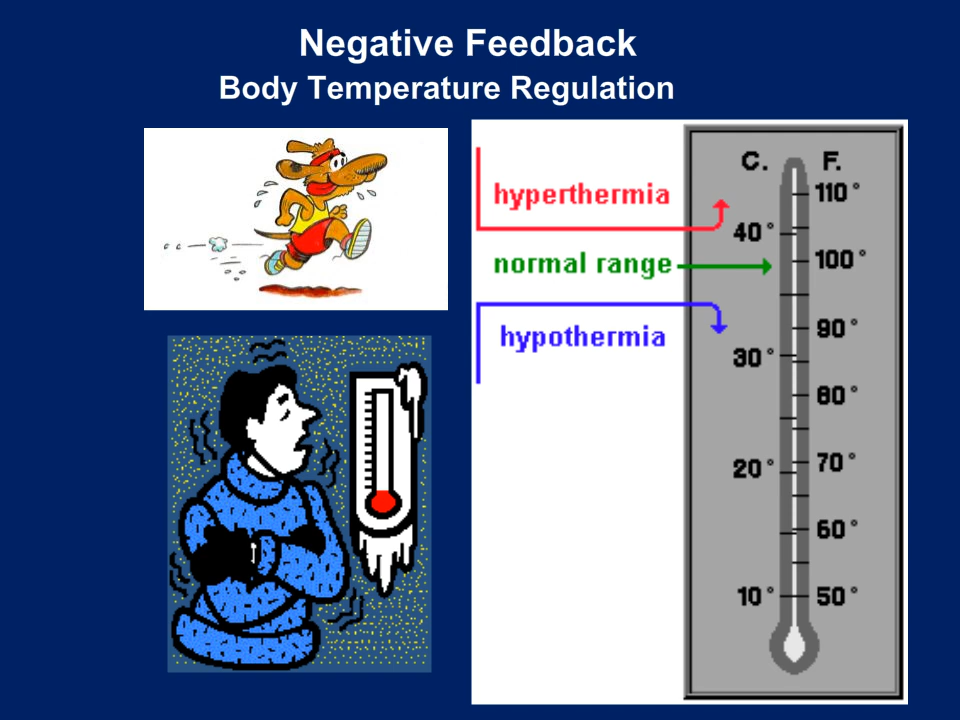 Negative Feedback
Body Temperature Regulation
hyperthermia
normal range
hypothermia
C. F.
110°
40°
100°
90°
30°
80°
70°
20°
60°
10° 50°